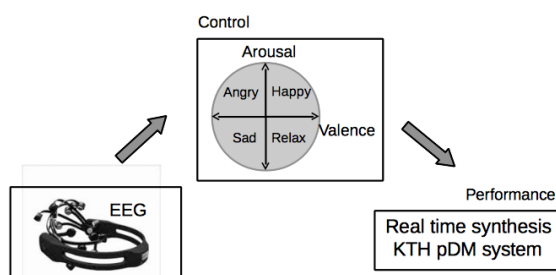 Control
Arousal
Angry Happy
Valence
Sad Relax
EEG
Performance
Real time synthesis
KTH pDM system